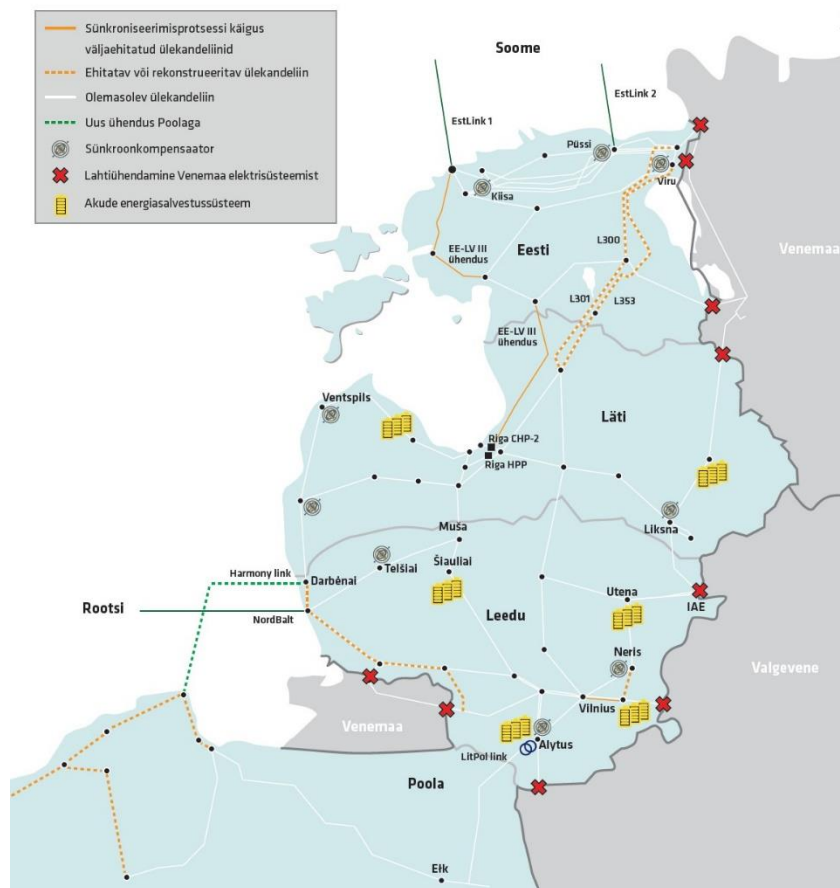 Sünkroniseerimisprotsessi käigus
väljaehitatud ülekandeliinid
Ehitatav või rekonstrueeritav ülekandeliin
Olemasolev ülekandeliin
Uus ühendus Poolaga
Sünkroonkompensaator
Lahtiühendamine Venemaa elektrisüsteemist
Akude energiasalvestussüsteem
Soome
EstLink 1
EstLink 2
Püssi
Kiisa
Viru
EE-LV III
ühendus
Eesti
L300
Venemaa
L301
L353
EE-LV III
ühendus
Ventspils
Läti
Riga CHP-2
Riga HPP
Liksna
Muša
Telšiai
Šiauliai
Harmony link
Darbėnai
Utena
IAE
Rootsi
NordBalt
Leedu
Neris
Valgevene
Venemaa
Vilnius
Alytus
LitPol link
Poola
Ełk